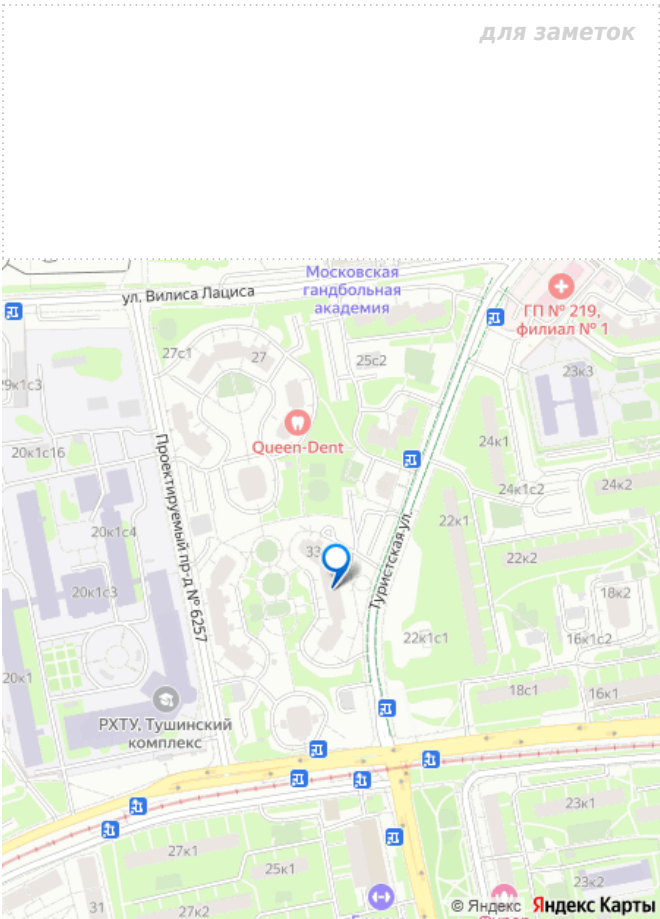 для заметок
ул. Вилиса Лациса
Московская
гандбольная
академия
ГП № 219,
филиал № 1
27с1
27
25с2
23к3
29к1с3
Queen-Dent
24к1
20к1с16
Проектируемый пр-д № 6257
24к1с2
24к2
22к1
20к1с4
Туристская ул.
33
22к2
20к1с3
18к2
16к1с2
22к1с1
20к1
18с1
16к1
РХТУ, Тушинский
комплекс
23к1
27к1
25к1
23к2
31
27к2
© Яндекс Яндекс Карты